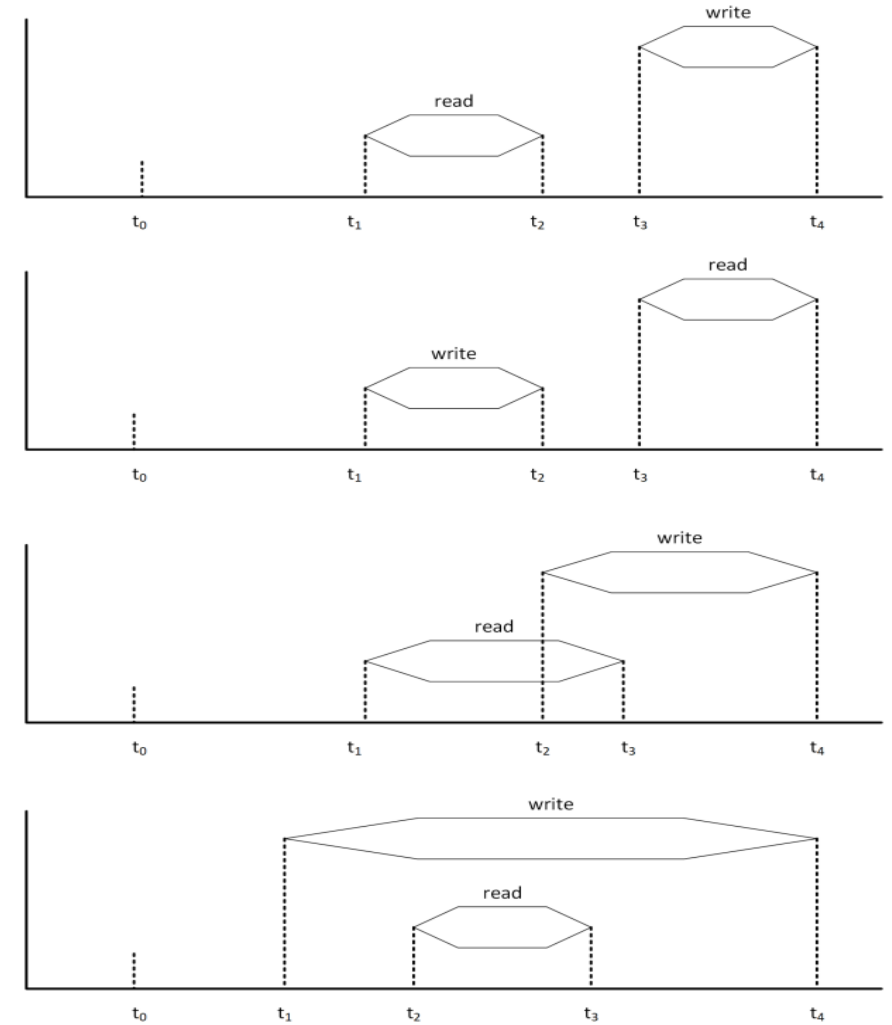 write
read
t₀ t₁ t₂ t₃ t₄
read
write
t₀ t₁ t₂ t₃ t₄
write
read
t₀ t₁ t₂ t₃ t₄
write
read
t₀ t₁ t₂ t₃ t₄